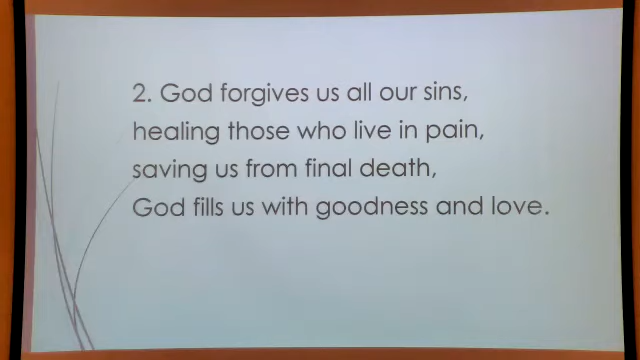 2. God forgives us all our sins,
healing those who live in pain,
saving us from final death,
God fills us with goodness and love.